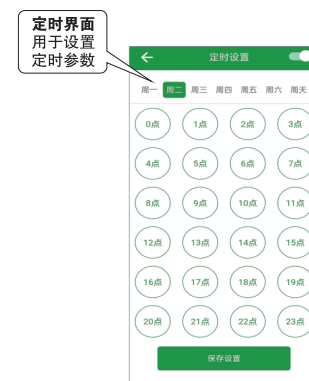 定时界面
用于设置
定时参数
定时设置
周一 周二 周三 周四 周五 周六 周天
0点 1点 2点 3点
4点 5点 6点 7点
8点 9点 10点 11点
12点 13点 14点 15点
16点 17点 18点 19点
20点 21点 22点 23点
保存设置